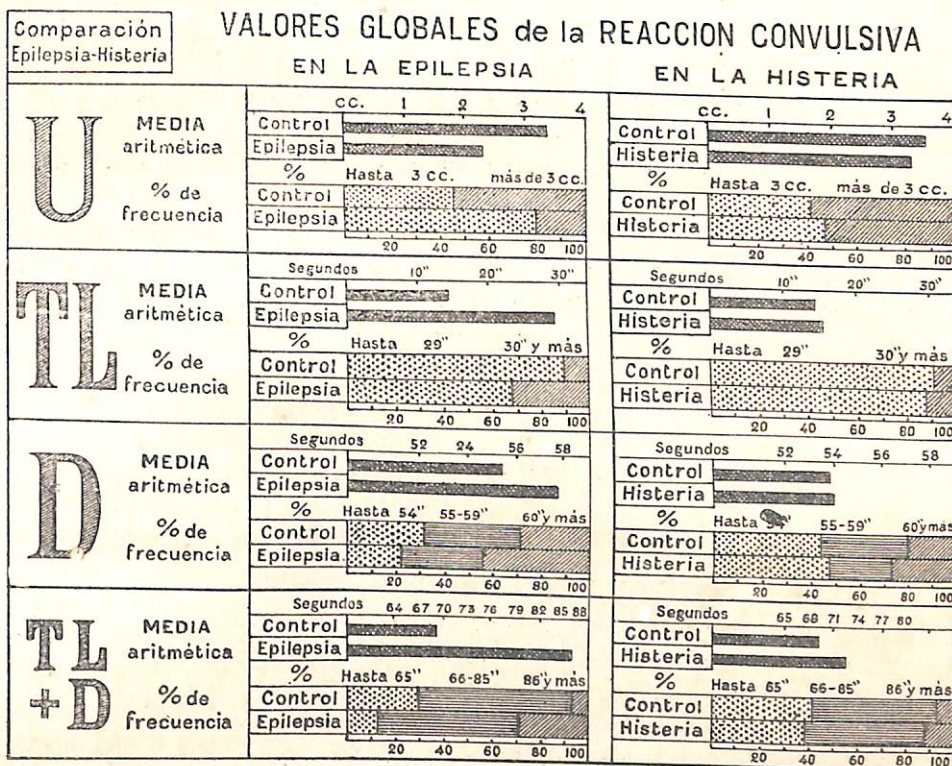 Comparación
Epilepsia-Histeria
VALORES GLOBALES de la REACCION CONVULSIVA
EN LA EPILEPSIA
EN LA HISTERIA
U
MEDIA
aritmética
% de
frecuencia
cc. 1 2 3 4
Control
Epilepsia
% Hasta 3 cc. más de 3 cc.
Control
Epilepsia
20 40 60 80 100
cc. 1 2 3 4
Control
Histeria
% Hasta 3 cc. más de 3 cc.
Control
Histeria
20 40 60 80 100
TL
MEDIA
aritmética
% de
frecuencia
Segundos 10" 20" 30"
Control
Epilepsia
% Hasta 29" 30" y más
Control
Epilepsia
20 40 60 80 100
Segundos 10" 20" 30"
Control
Histeria
% Hasta 29" 30" y más
Control
Histeria
20 40 60 80 100
D
MEDIA
aritmética
% de
frecuencia
Segundos 52 24 56 58
Control
Epilepsia
% Hasta 54" 55-59" 60" y más
Control
Epilepsia
20 40 60 80 100
Segundos 52 54 56 58
Control
Histeria
% Hasta 55-59" 60" y más
Control
Histeria
20 40 60 80 100
TL
+D
MEDIA
aritmética
% de
frecuencia
Segundos 64 67 70 73 76 79 82 85 88
Control
Epilepsia
% Hasta 65" 66-85" 86" y más
Control
Epilepsia
20 40 60 80 100
Segundos 65 68 71 74 77 80
Control
Histeria
% Hasta 65" 66-85" 86" y más
Control
Histeria
20 40 60 80 100